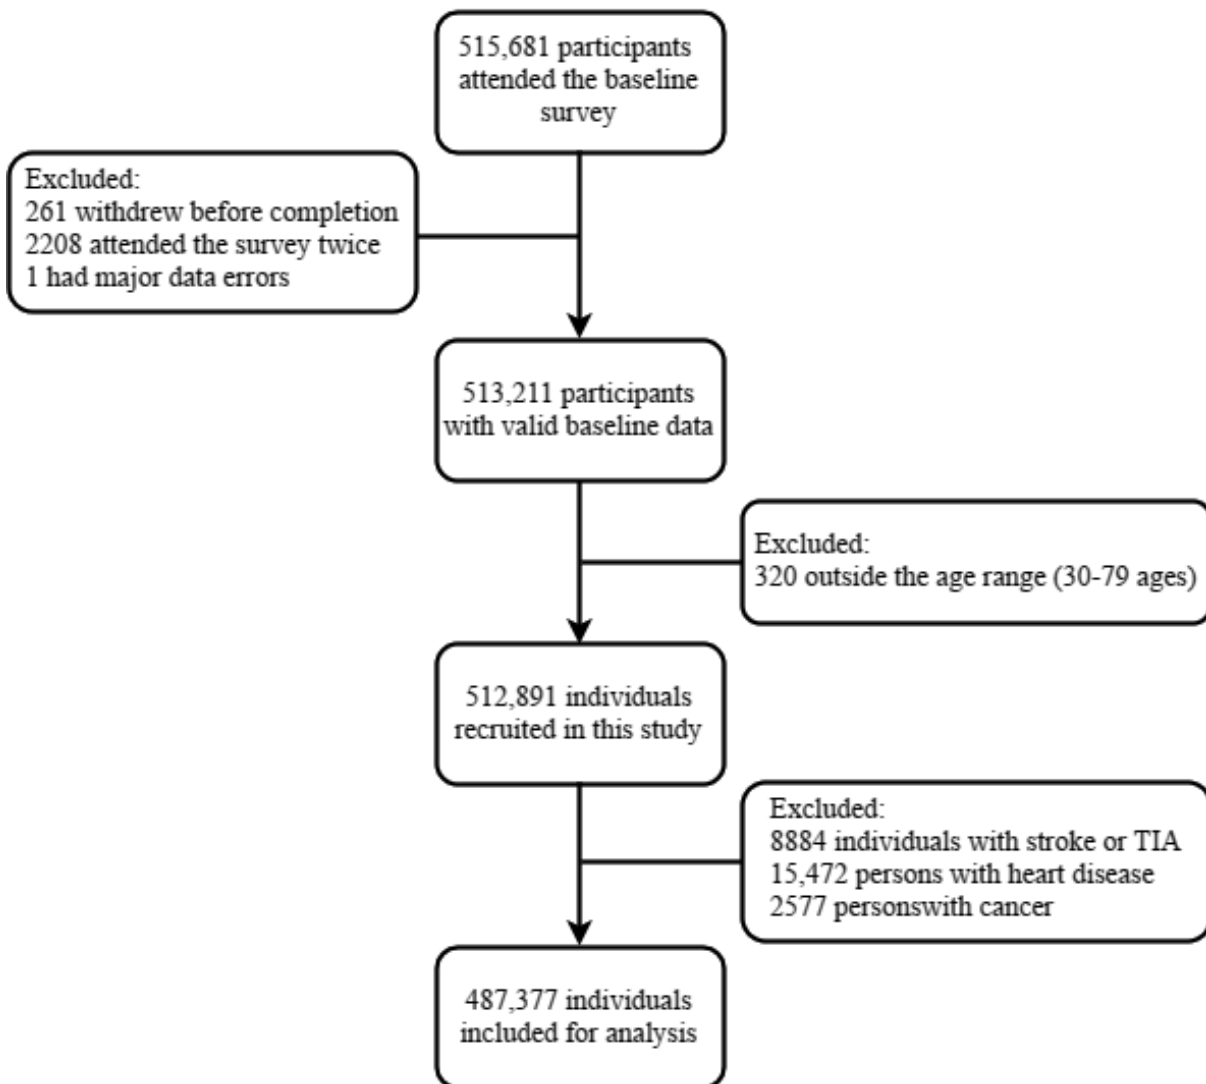 515,681 participants
attended the baseline
survey
Excluded:
261 withdrew before completion
2208 attended the survey twice
1 had major data errors
513,211 participants
with valid baseline data
Excluded:
320 outside the age range (30-79 ages)
512,891 individuals
recruited in this study
Excluded:
8884 individuals with stroke or TIA
15,472 persons with heart disease
2577 personswith cancer
487,377 individuals
included for analysis